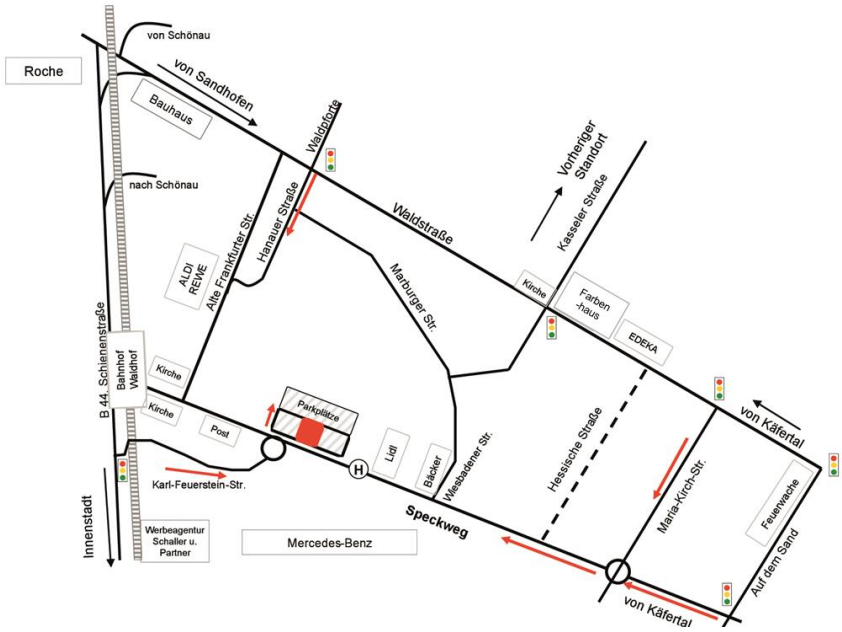 von Schönau
Roche
von Sandhofen
Bauhaus
Waldpforte
Vorheriger
Standort
nach Schönau
Hanauer Straße
Waldstraße
Kasseler Straße
ALDI
REWE
Alte Frankfurter Str.
Marburger Str.
Kirche
Farben
-haus
EDEKA
B 44. Schienenstraße
Bahnhof
Waldhof
Kirche
Kirche
Post
Parkplätze
Lidl
Bäcker
Wiesbadener Str.
Hessische Straße
Maria-Kirch-Str.
von Käfertal
Feuerwache
Auf dem Sand
H
Karl-Feuerstein-Str.
Innenstadt
Werbeagentur
Schaller u.
Partner
Mercedes-Benz
Speckweg
von Käfertal